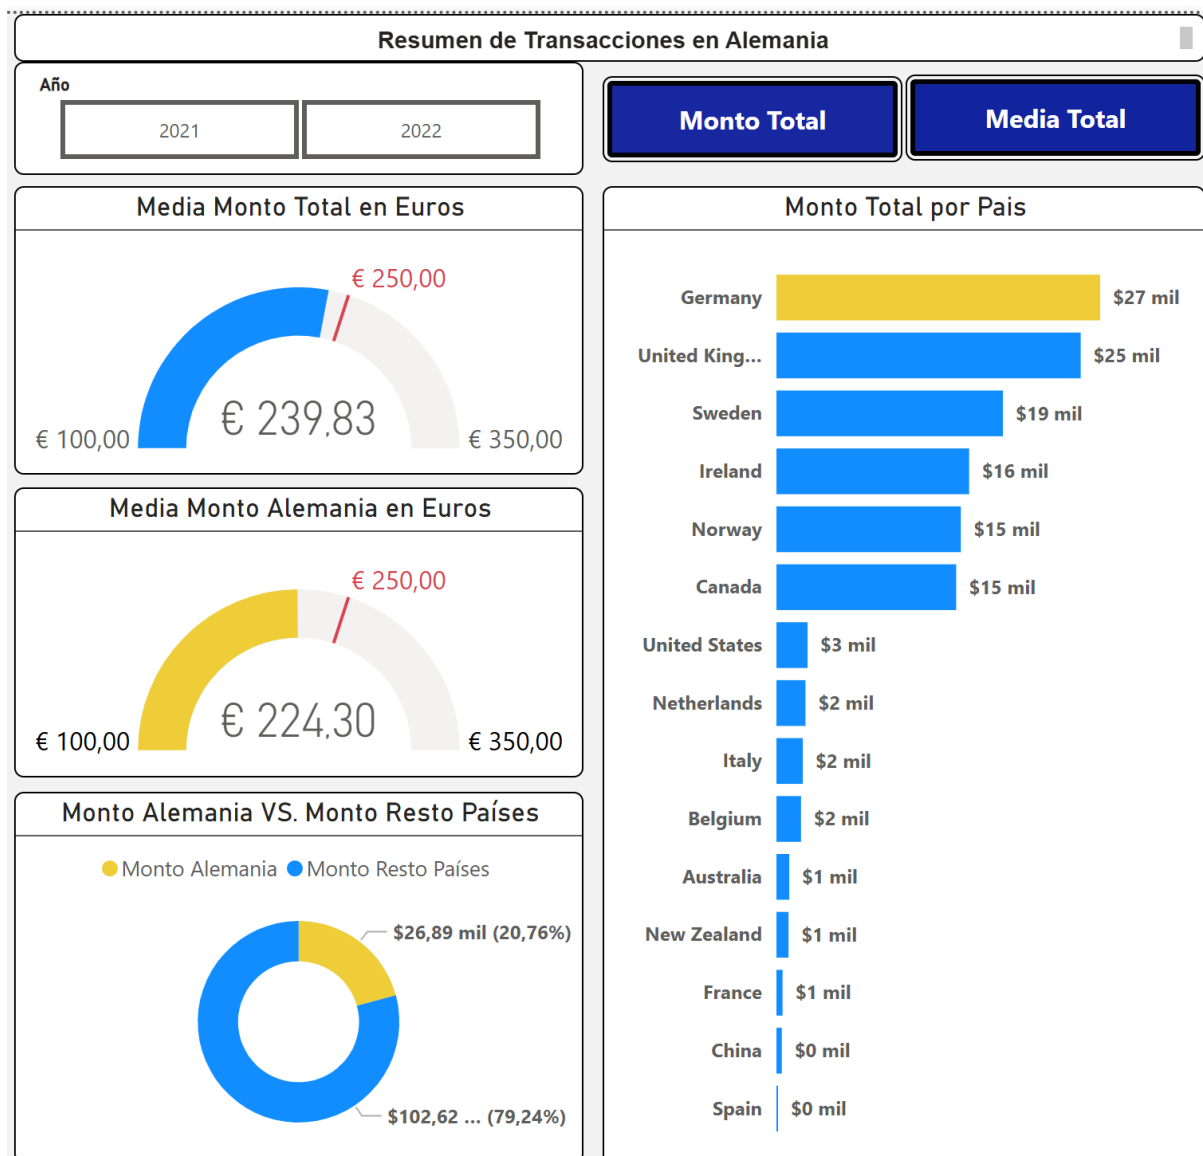 Resumen de Transacciones en Alemania
Año
2021
2022
Monto Total
Media Total
Media Monto Total en Euros
€ 250,00
€ 239,83
€ 100,00
€ 350,00
Media Monto Alemania en Euros
€ 250,00
€ 224,30
€ 100,00
€ 350,00
Monto Alemania VS. Monto Resto Países
Monto Alemania
Monto Resto Países
$26,89 mil (20,76%)
$102,62 ... (79,24%)
Monto Total por Pais
Germany $27 mil
United King... $25 mil
Sweden $19 mil
Ireland $16 mil
Norway $15 mil
Canada $15 mil
United States $3 mil
Netherlands $2 mil
Italy $2 mil
Belgium $2 mil
Australia $1 mil
New Zealand $1 mil
France $1 mil
China $0 mil
Spain $0 mil